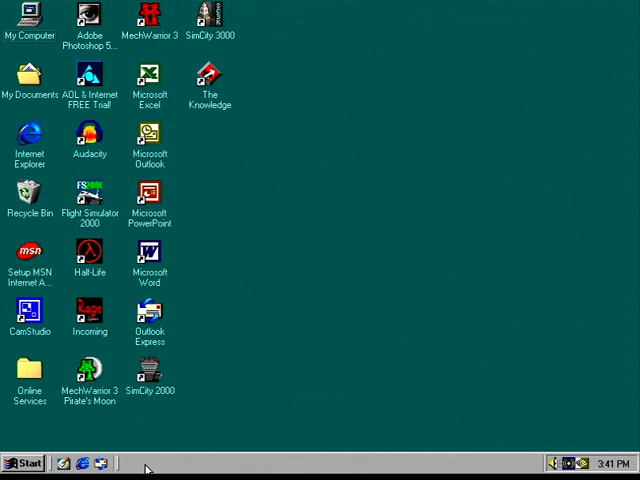 My Computer
Adobe
Photoshop 5...
MechWarrior 3
SimCity 3000
My Documents
AOL & Internet
FREE Trial!
Microsoft
Excel
The
Knowledge
Internet
Explorer
Audacity
Microsoft
Outlook
Recycle Bin
FS2000
Flight Simulator
2000
Microsoft
PowerPoint
msn
Setup MSN
Internet A...
Half-Life
Microsoft
Word
CamStudio
Incoming
Outlook
Express
Online
Services
MechWarrior 3
Pirate's Moon
SimCity 2000
Start
3:41 PM